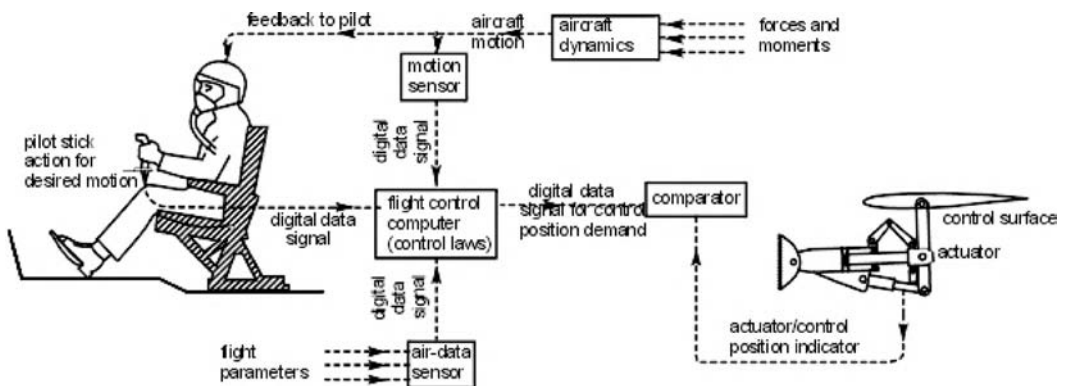 feedback to pilot
aircraft
motion
aircraft
dynamics
forces and
moments
motion
sensor
pilot stick
action for
desired motion
digital
data
signal
digital data
signal
flight control
computer
(control laws)
digital data
signal for control
position demand
comparator
control surface
actuator
digital
data
signal
actuator/control
position indicator
flight
parameters
air-data
sensor